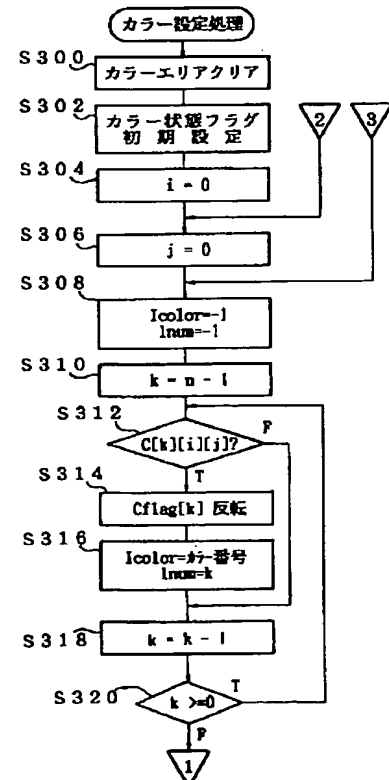 カラー設定処理
S300
カラーエリアクリア
S302
カラー状態フラグ
初期設定
2
3
S304
i = 0
S306
j = 0
S308
Icolor=-1
lnum=-1
S310
k = n - 1
S312
C[k][i][j]?
F
T
S314
Cflag[k] 反転
S316
Icolor=ｶﾗｰ番号
lnum=k
S318
k = k - 1
S320
k >=0
T
F
1